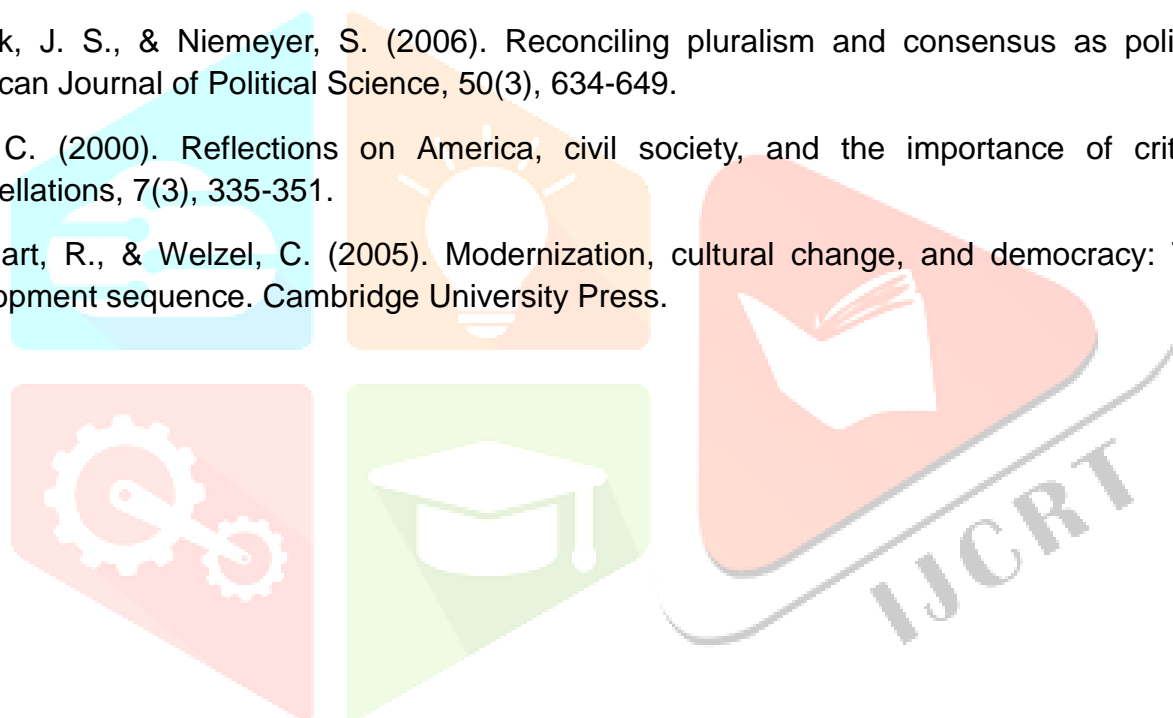 k, J. S., & Niemeyer, S. (2006). Reconciling pluralism and consensus as poli
can Journal of Political Science, 50(3), 634-649.
C. (2000). Reflections on America, civil society, and the importance of crit
ellations, 7(3), 335-351.
art, R., & Welzel, C. (2005). Modernization, cultural change, and democracy:
opment sequence. Cambridge University Press.
IJCRT